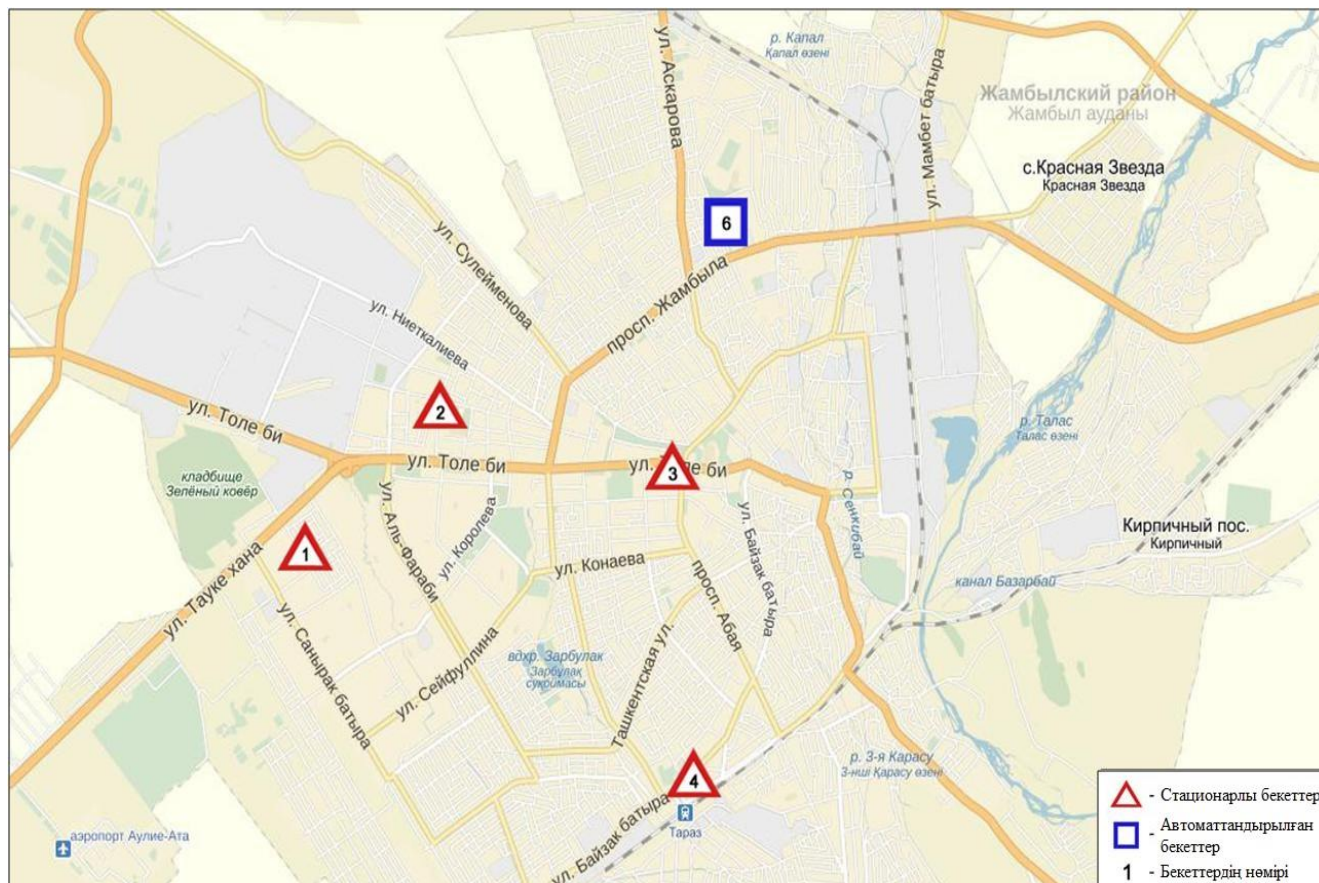 р. Капал
Қапал өзені
ул. Аскарова
ул. Мамбет батыра
Жамбылский район
Жамбыл ауданы
с.Красная Звезда
Красная Звезда
6
ул. Сулейменова
просп. Жамбыла
ул. Ниеткалиева
2
ул. Толе би
ул. Толе би
ул. Толе би
3
р. Талас
Талас өзені
кладбище
Зелёный ковёр
ул. Королева
ул. Аль-Фараби
ул. Байзак батыра
р. Сенкибай
Кирпичный пос.
Кирпичный
1
ул. Конаева
просп. Абая
канал Базарбай
ул. Тауке хана
ул. Санырак батыра
ул. Сейфуллина
вдхр. Зарбулак
Зарбулақ
суқоймасы
Ташкентская ул.
р. 3-я Карасу
3-нші Қарасу өзені
4
ул. Байзак батыра
Тараз
аэропорт Аулие-Ата
- Стационарлы бекеттер
- Автоматтандырылған
бекеттер
1 - Бекеттердің нөмірі